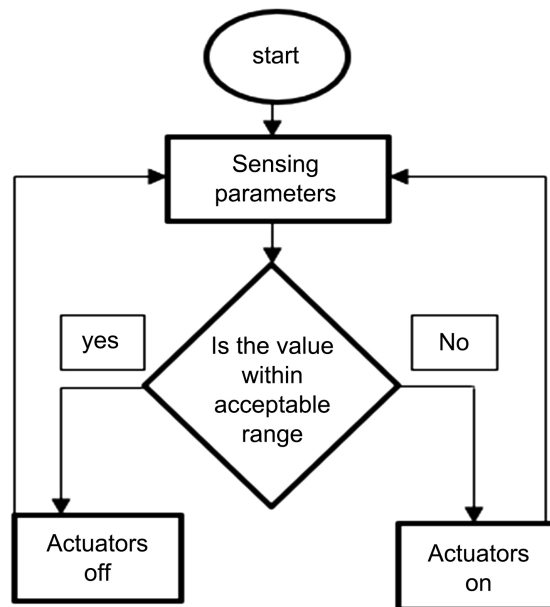 start
Sensing
parameters
yes
No
Is the value
within
acceptable
range
Actuators
off
Actuators
on